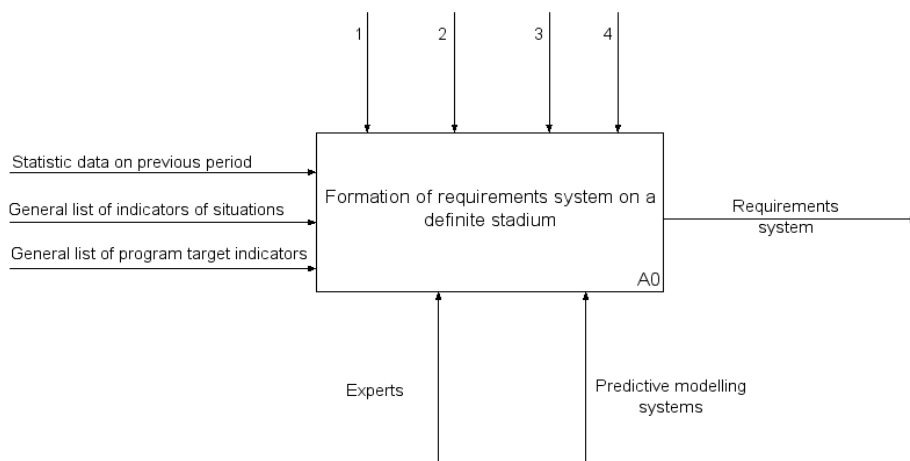 1
2
3
4
Statistic data on previous period
General list of indicators of situations
General list of program target indicators
Formation of requirements system on a
definite stadium
A0
Requirements
system
Experts
Predictive modelling
systems